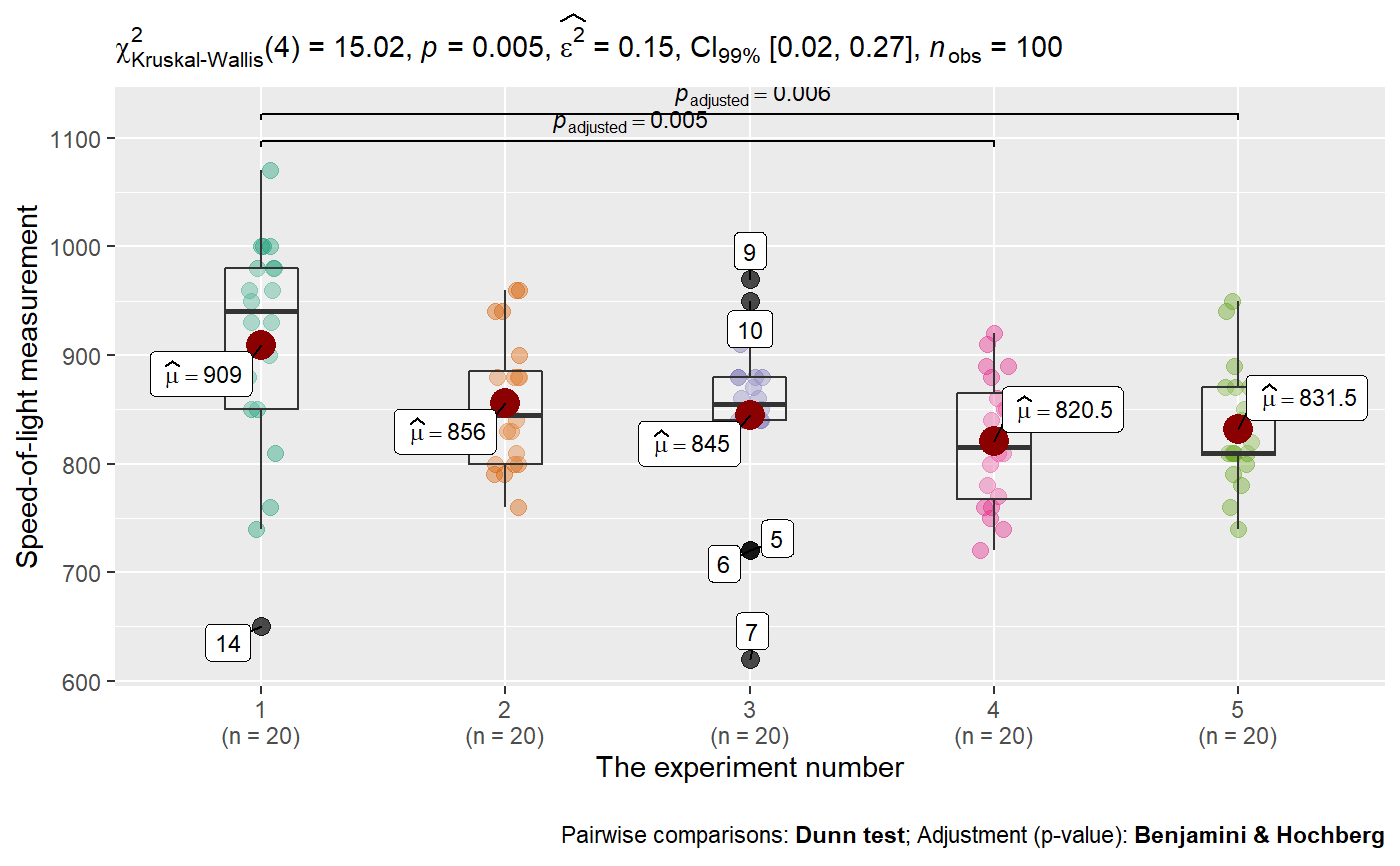 χ²Kruskal-Wallis(4) = 15.02, p = 0.005, ε̂² = 0.15, CI99% [0.02, 0.27], nobs = 100
padjusted = 0.006
padjusted = 0.005
1100
1000
900
800
700
600
Speed-of-light measurement
9
10
μ̂ = 909
μ̂ = 856
μ̂ = 845
μ̂ = 820.5
μ̂ = 831.5
5
6
7
14
1 2 3 4 5
(n = 20) (n = 20) (n = 20) (n = 20) (n = 20)
The experiment number
Pairwise comparisons: Dunn test; Adjustment (p-value): Benjamini & Hochberg